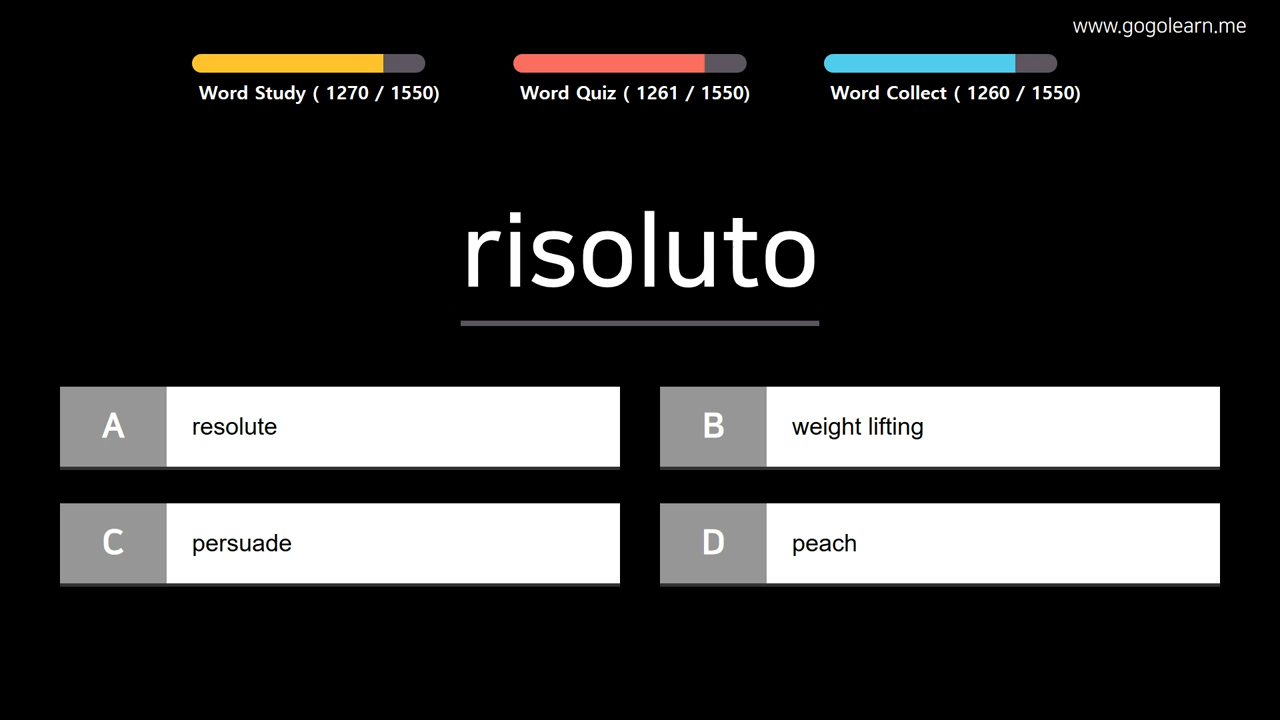 www.gogolearn.me
Word Study ( 1270 / 1550)
Word Quiz ( 1261 / 1550)
Word Collect ( 1260 / 1550)
risoluto
A resolute
B weight lifting
C persuade
D peach